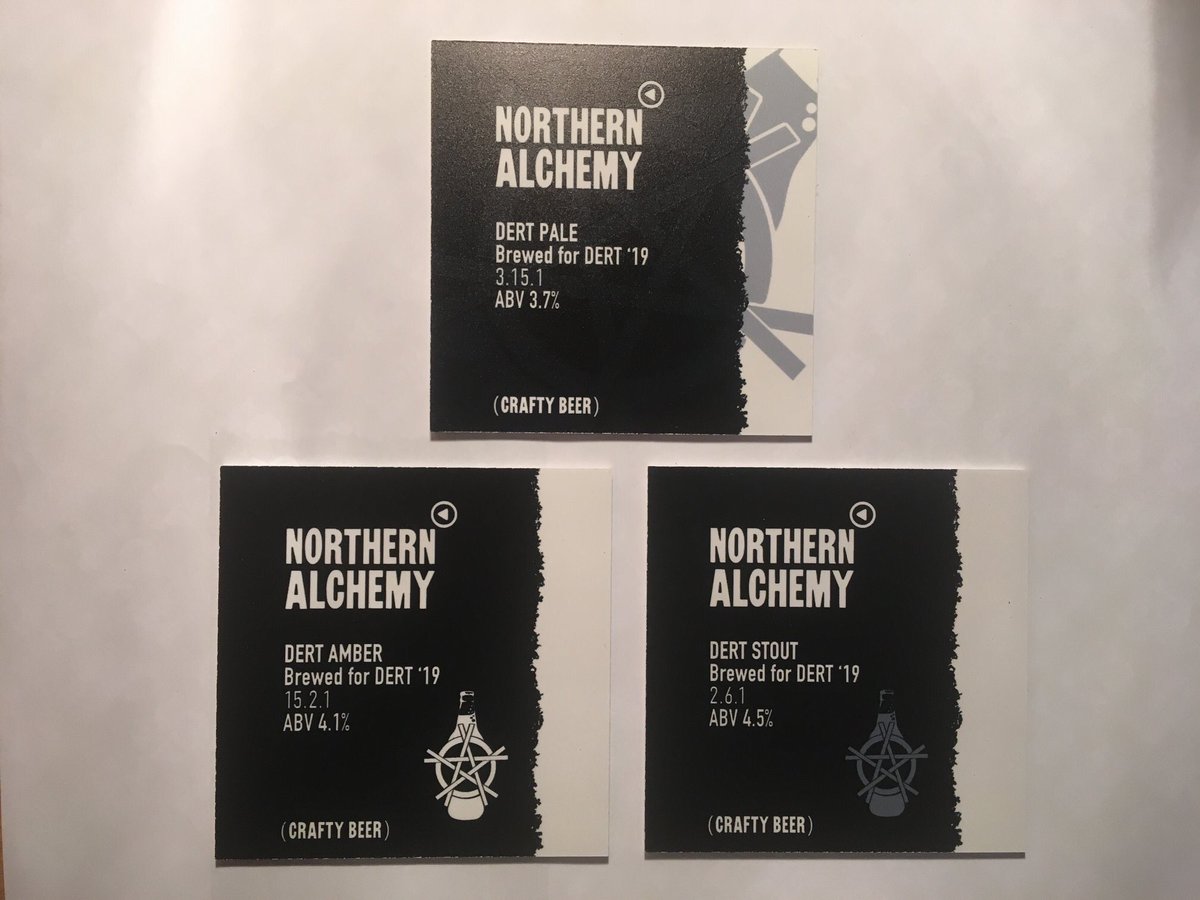 NORTHERN
ALCHEMY
DERT PALE
Brewed for DERT '19
3.15.1
ABV 3.7%
(CRAFTY BEER)
NORTHERN
ALCHEMY
DERT AMBER
Brewed for DERT '19
15.2.1
ABV 4.1%
(CRAFTY BEER)
NORTHERN
ALCHEMY
DERT STOUT
Brewed for DERT '19
2.6.1
ABV 4.5%
(CRAFTY BEER)